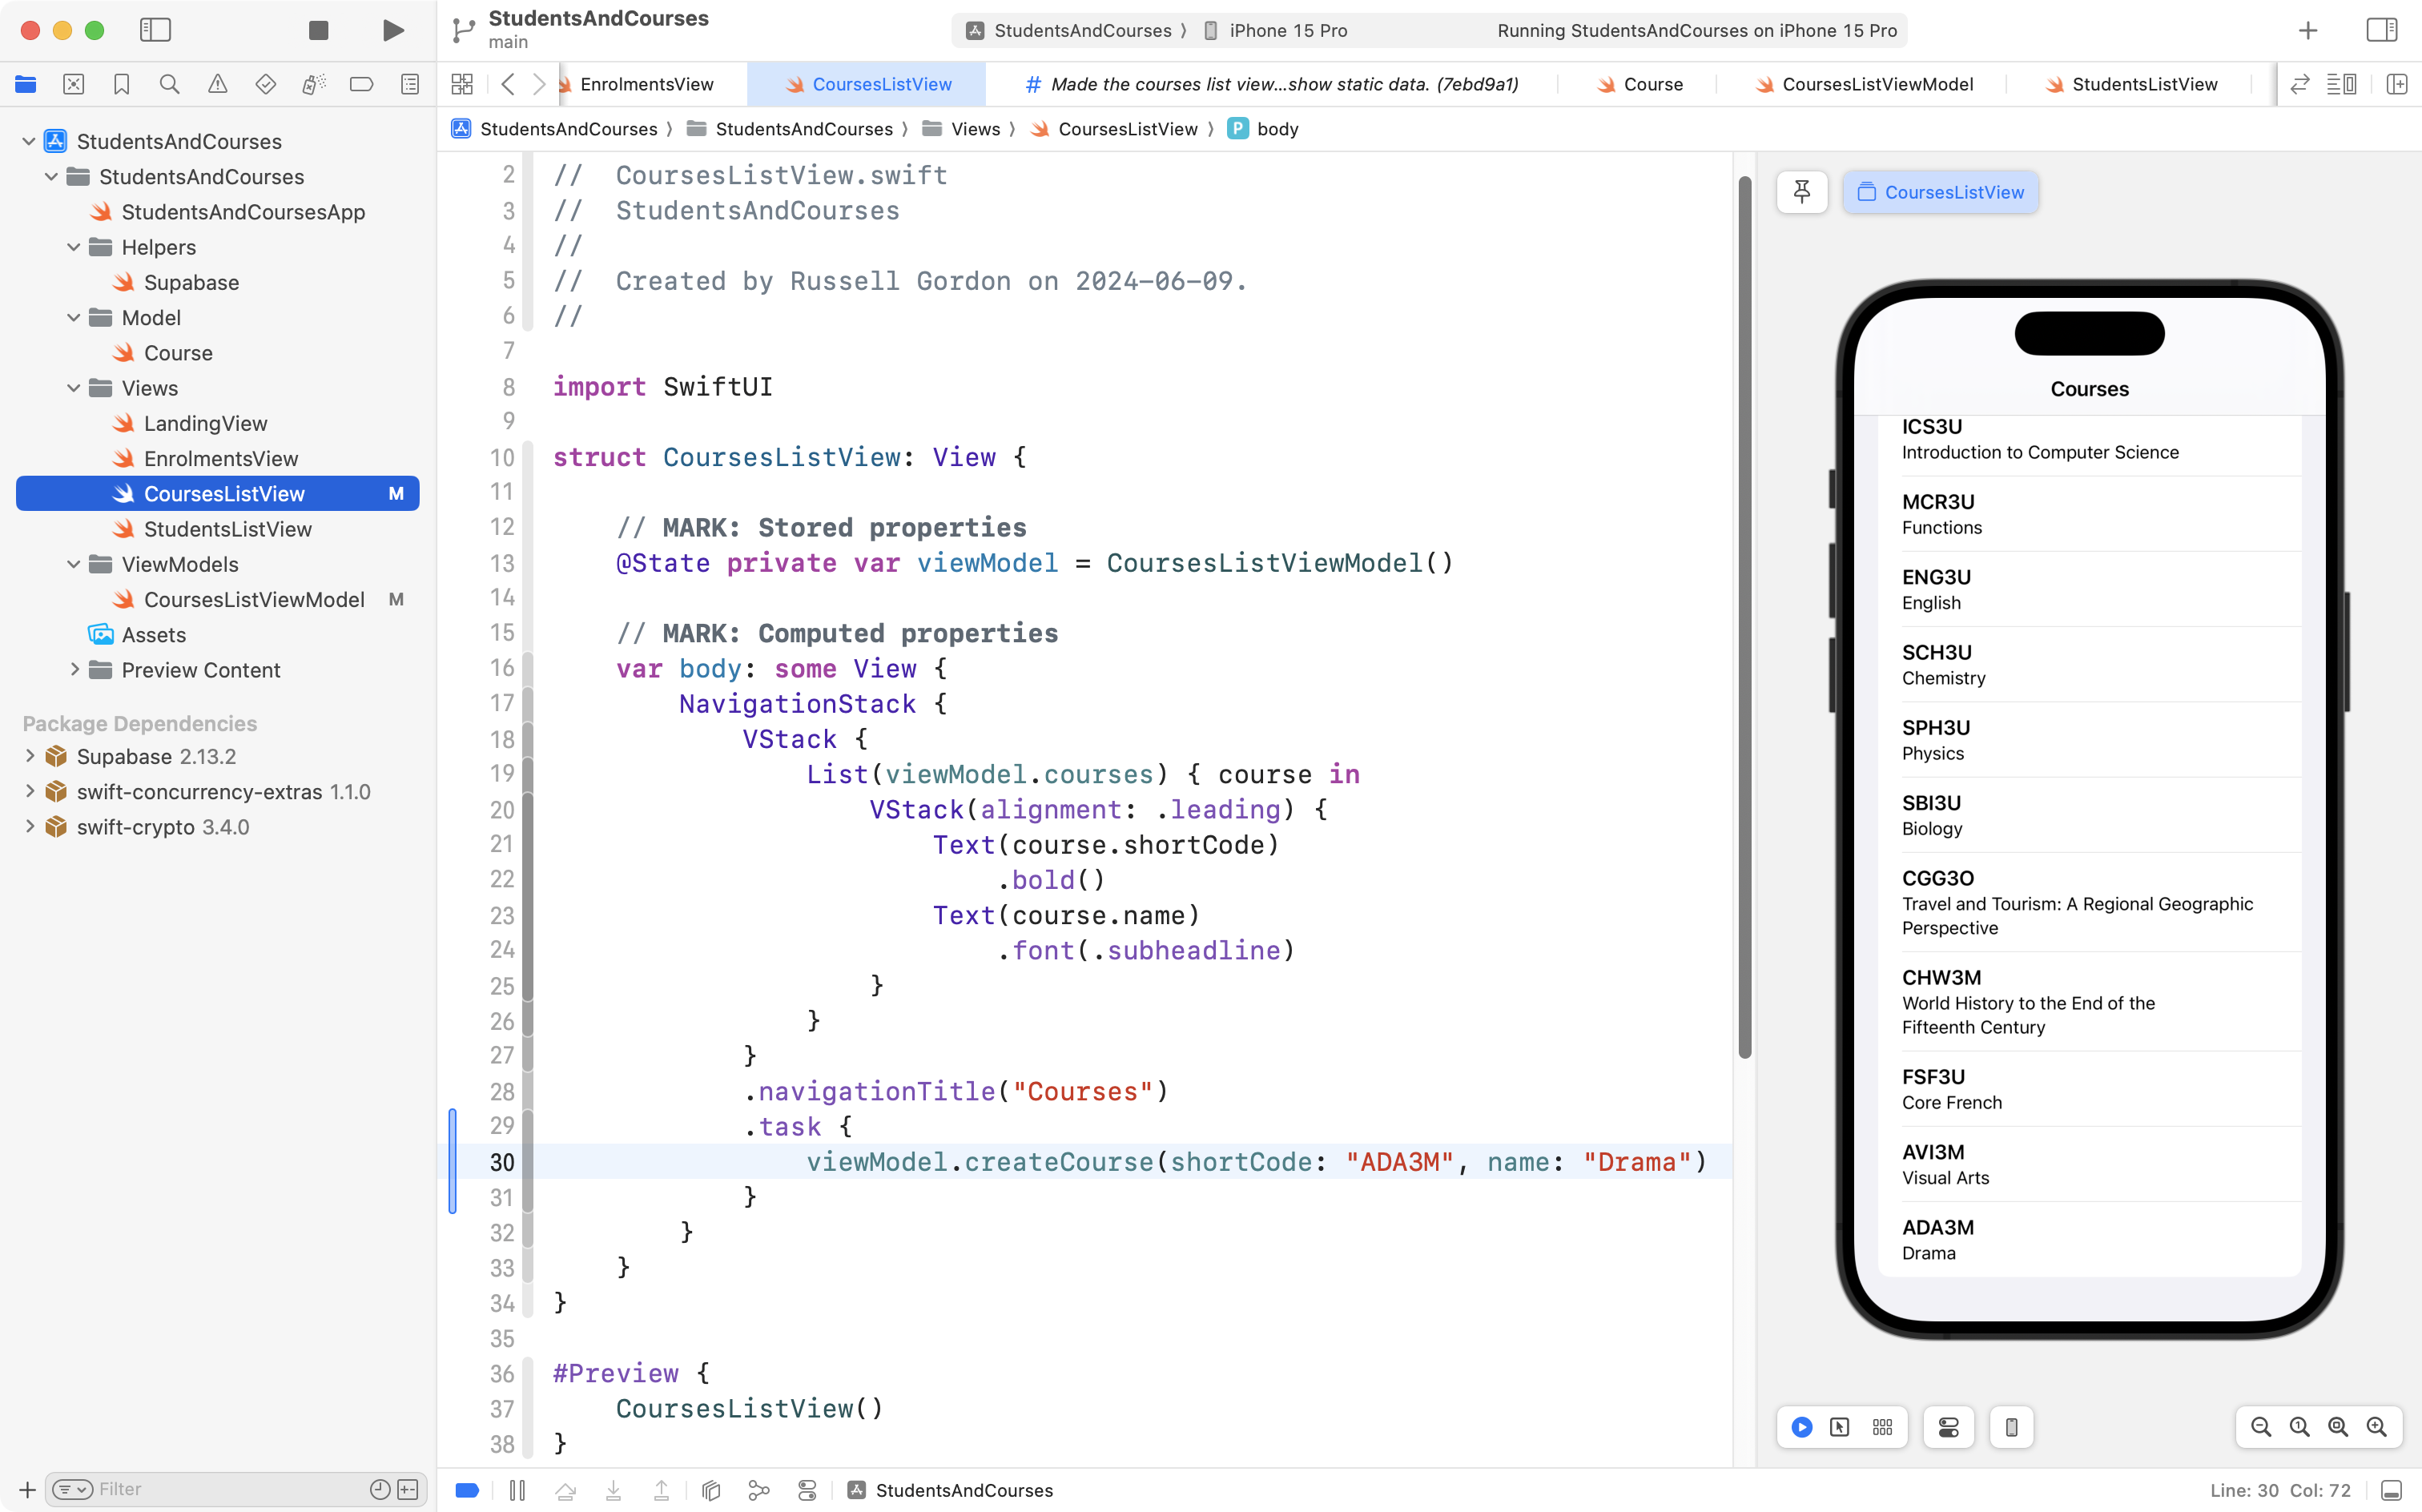 StudentsAndCourses
main
StudentsAndCourses 〉 iPhone 15 Pro
Running StudentsAndCourses on iPhone 15 Pro
EnrolmentsView
CoursesListView
# Made the courses list view...show static data. (7ebd9a1)
Course
CoursesListViewModel
StudentsListView
StudentsAndCourses 〉 StudentsAndCourses 〉 Views 〉 CoursesListView 〉 P body
StudentsAndCourses
StudentsAndCourses
StudentsAndCoursesApp
Helpers
Supabase
Model
Course
Views
LandingView
EnrolmentsView
CoursesListView M
StudentsListView
ViewModels
CoursesListViewModel M
Assets
Preview Content
Package Dependencies
Supabase 2.13.2
swift-concurrency-extras 1.1.0
swift-crypto 3.4.0
Filter
2 //  CoursesListView.swift
3 //  StudentsAndCourses
4 //
5 //  Created by Russell Gordon on 2024-06-09.
6 //
7
8 import SwiftUI
9
10 struct CoursesListView: View {
11
12     // MARK: Stored properties
13     @State private var viewModel = CoursesListViewModel()
14
15     // MARK: Computed properties
16     var body: some View {
17         NavigationStack {
18             VStack {
19                 List(viewModel.courses) { course in
20                     VStack(alignment: .leading) {
21                         Text(course.shortCode)
22                             .bold()
23                         Text(course.name)
24                             .font(.subheadline)
25                     }
26                 }
27             }
28             .navigationTitle("Courses")
29             .task {
30                 viewModel.createCourse(shortCode: "ADA3M", name: "Drama")
31             }
32         }
33     }
34 }
35
36 #Preview {
37     CoursesListView()
38 }
CoursesListView
Courses
ICS3U
Introduction to Computer Science
MCR3U
Functions
ENG3U
English
SCH3U
Chemistry
SPH3U
Physics
SBI3U
Biology
CGG3O
Travel and Tourism: A Regional Geographic
Perspective
CHW3M
World History to the End of the
Fifteenth Century
FSF3U
Core French
AVI3M
Visual Arts
ADA3M
Drama
StudentsAndCourses
Line: 30  Col: 72